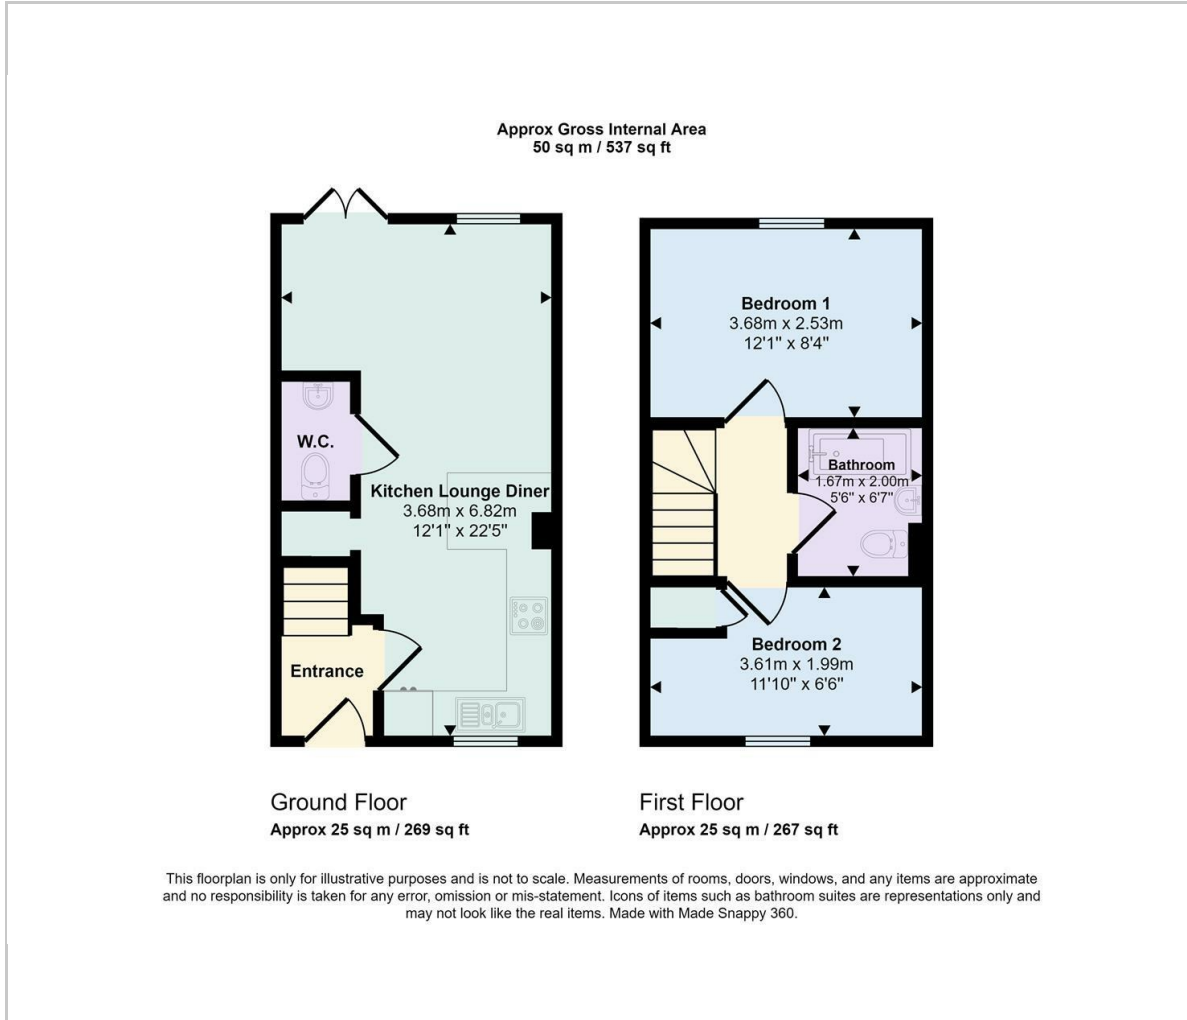 Approx Gross Internal Area
50 sq m / 537 sq ft
W.C.
Kitchen Lounge Diner
3.68m x 6.82m
12'1" x 22'5"
Entrance
Bedroom 1
3.68m x 2.53m
12'1" x 8'4"
Bathroom
1.67m x 2.00m
5'6" x 6'7"
Bedroom 2
3.61m x 1.99m
11'10" x 6'6"
Ground Floor
Approx 25 sq m / 269 sq ft
First Floor
Approx 25 sq m / 267 sq ft
This floorplan is only for illustrative purposes and is not to scale. Measurements of rooms, doors, windows, and any items are approximate
and no responsibility is taken for any error, omission or mis-statement. Icons of items such as bathroom suites are representations only and
may not look like the real items. Made with Made Snappy 360.